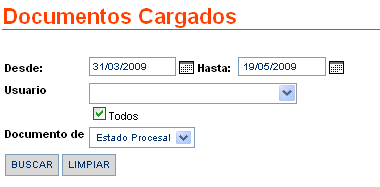 Documentos Cargados
Desde: 31/03/2009 Hasta: 19/05/2009
Usuario
Todos
Documento de Estado Procesal
BUSCAR LIMPIAR